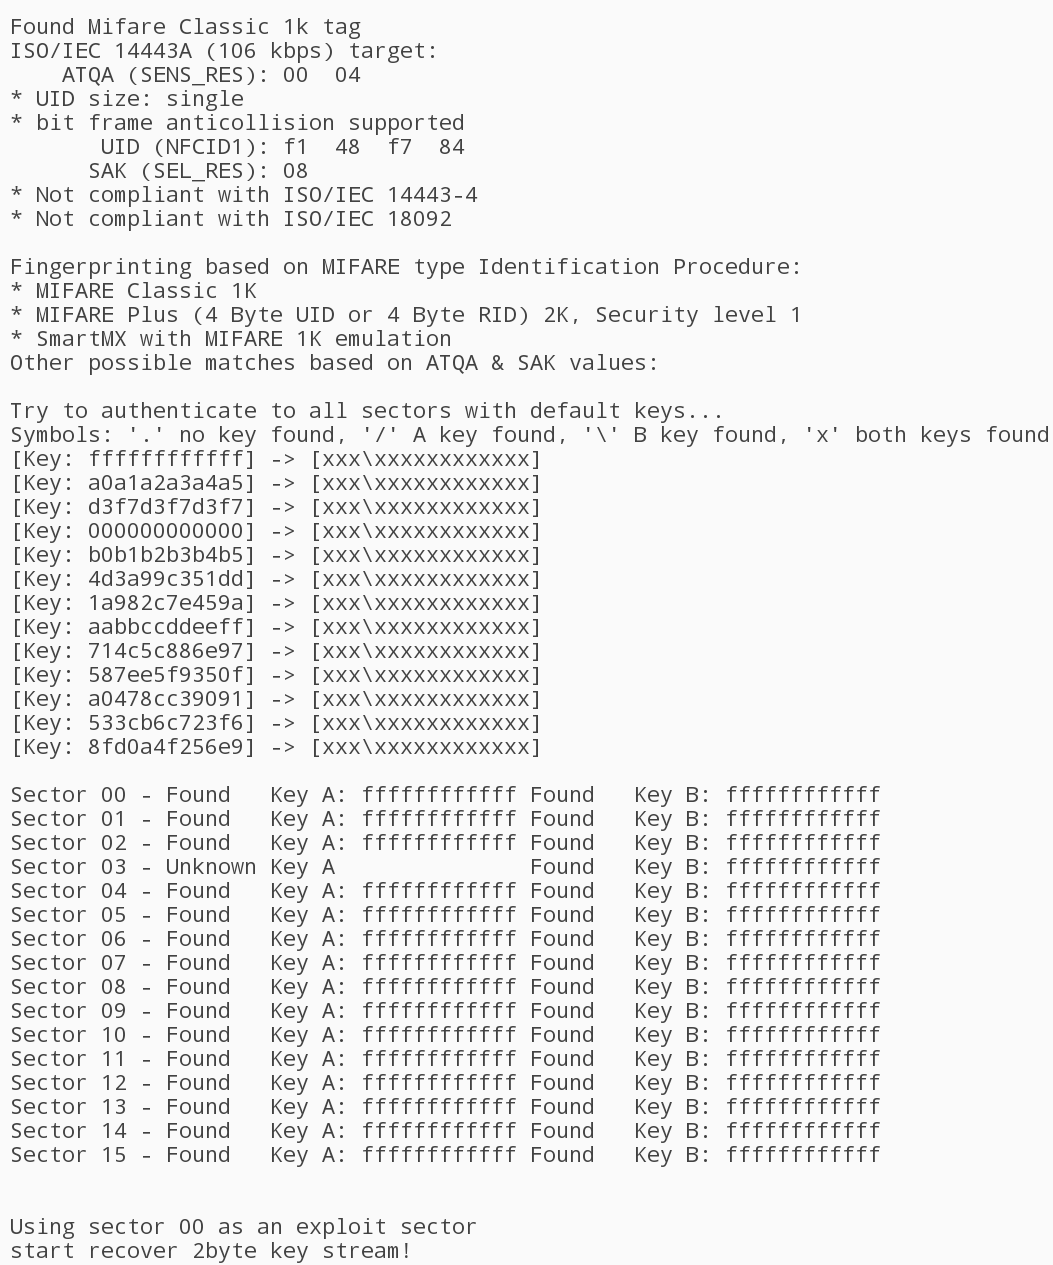 Found Mifare Classic 1k tag
ISO/IEC 14443A (106 kbps) target:
    ATQA (SENS_RES): 00  04
* UID size: single
* bit frame anticollision supported
       UID (NFCID1): f1  48  f7  84
      SAK (SEL_RES): 08
* Not compliant with ISO/IEC 14443-4
* Not compliant with ISO/IEC 18092

Fingerprinting based on MIFARE type Identification Procedure:
* MIFARE Classic 1K
* MIFARE Plus (4 Byte UID or 4 Byte RID) 2K, Security level 1
* SmartMX with MIFARE 1K emulation
Other possible matches based on ATQA & SAK values:

Try to authenticate to all sectors with default keys...
Symbols: '.' no key found, '/' A key found, '\' B key found, 'x' both keys found
[Key: ffffffffffff] -> [xxx\xxxxxxxxxxxx]
[Key: a0a1a2a3a4a5] -> [xxx\xxxxxxxxxxxx]
[Key: d3f7d3f7d3f7] -> [xxx\xxxxxxxxxxxx]
[Key: 000000000000] -> [xxx\xxxxxxxxxxxx]
[Key: b0b1b2b3b4b5] -> [xxx\xxxxxxxxxxxx]
[Key: 4d3a99c351dd] -> [xxx\xxxxxxxxxxxx]
[Key: 1a982c7e459a] -> [xxx\xxxxxxxxxxxx]
[Key: aabbccddeeff] -> [xxx\xxxxxxxxxxxx]
[Key: 714c5c886e97] -> [xxx\xxxxxxxxxxxx]
[Key: 587ee5f9350f] -> [xxx\xxxxxxxxxxxx]
[Key: a0478cc39091] -> [xxx\xxxxxxxxxxxx]
[Key: 533cb6c723f6] -> [xxx\xxxxxxxxxxxx]
[Key: 8fd0a4f256e9] -> [xxx\xxxxxxxxxxxx]

Sector 00 - Found   Key A: ffffffffffff Found   Key B: ffffffffffff
Sector 01 - Found   Key A: ffffffffffff Found   Key B: ffffffffffff
Sector 02 - Found   Key A: ffffffffffff Found   Key B: ffffffffffff
Sector 03 - Unknown Key A               Found   Key B: ffffffffffff
Sector 04 - Found   Key A: ffffffffffff Found   Key B: ffffffffffff
Sector 05 - Found   Key A: ffffffffffff Found   Key B: ffffffffffff
Sector 06 - Found   Key A: ffffffffffff Found   Key B: ffffffffffff
Sector 07 - Found   Key A: ffffffffffff Found   Key B: ffffffffffff
Sector 08 - Found   Key A: ffffffffffff Found   Key B: ffffffffffff
Sector 09 - Found   Key A: ffffffffffff Found   Key B: ffffffffffff
Sector 10 - Found   Key A: ffffffffffff Found   Key B: ffffffffffff
Sector 11 - Found   Key A: ffffffffffff Found   Key B: ffffffffffff
Sector 12 - Found   Key A: ffffffffffff Found   Key B: ffffffffffff
Sector 13 - Found   Key A: ffffffffffff Found   Key B: ffffffffffff
Sector 14 - Found   Key A: ffffffffffff Found   Key B: ffffffffffff
Sector 15 - Found   Key A: ffffffffffff Found   Key B: ffffffffffff


Using sector 00 as an exploit sector
start recover 2byte key stream!